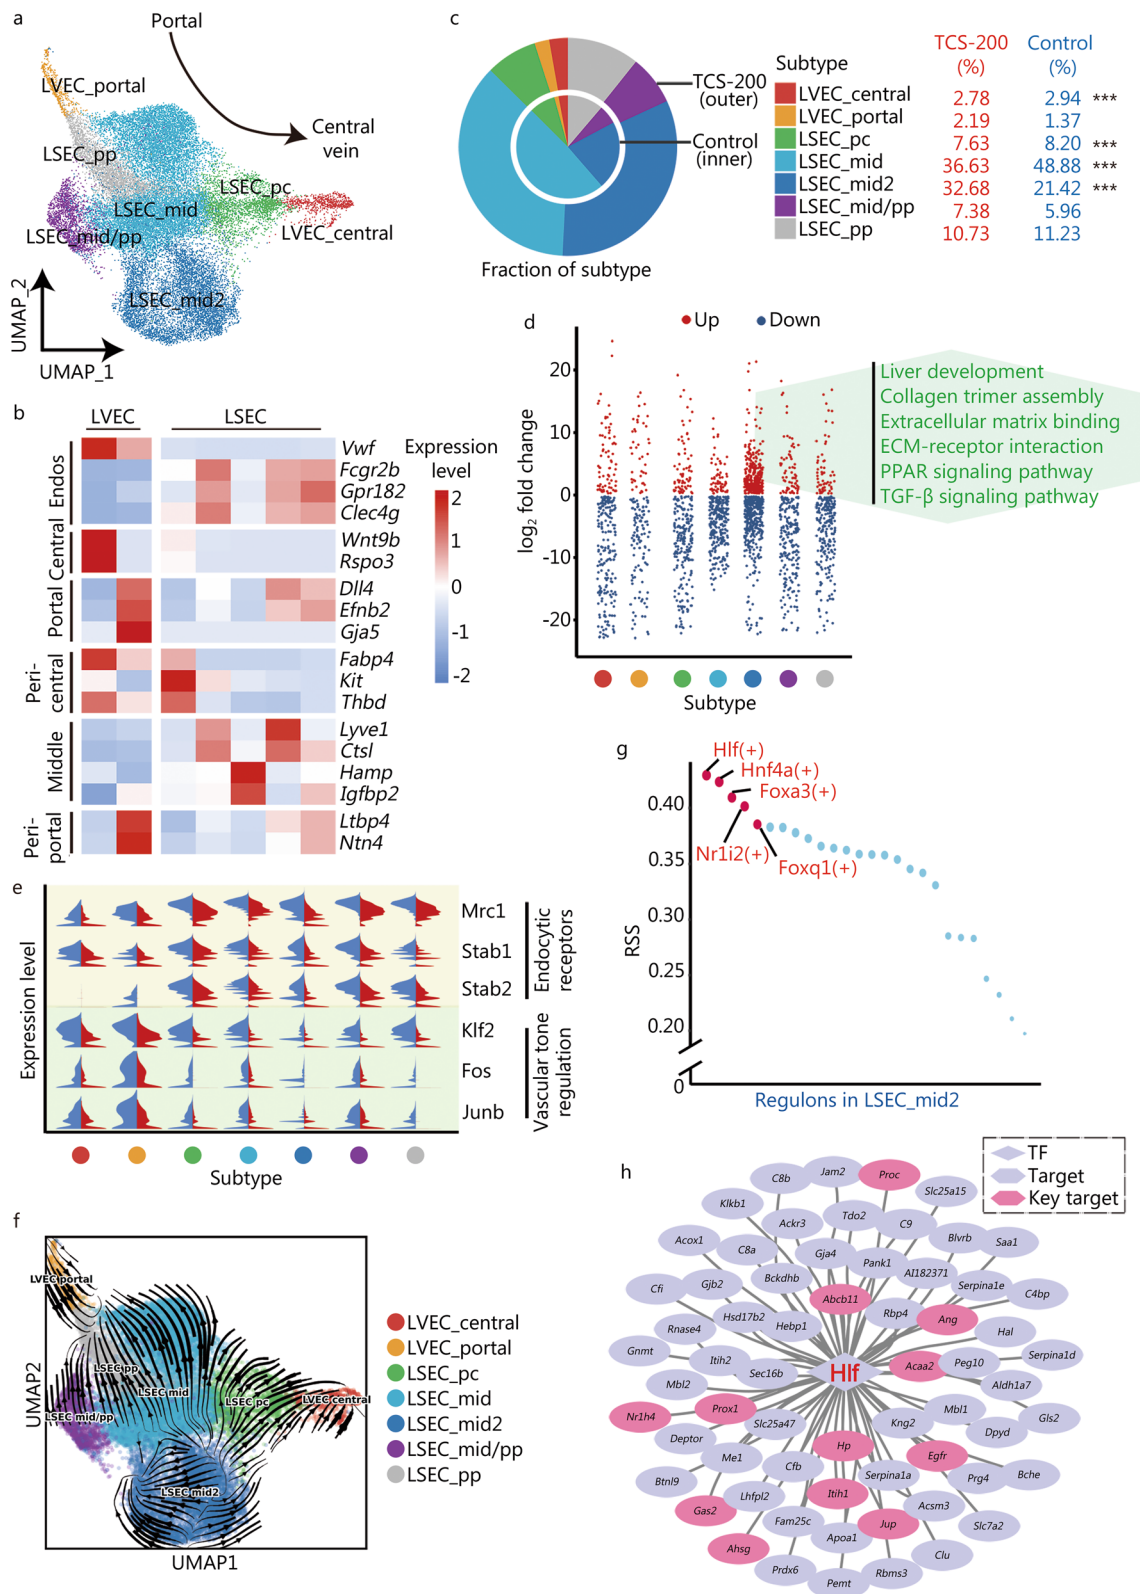 a
Portal
LVEC_portal
Central
vein
LSEC_pp
LSEC_pc
LSEC_mid
LSEC_mid/pp
LVEC_central
LSEC_mid2
UMAP_2
UMAP_1
b
LVEC
LSEC
Endos
Central
Portal
Peri-
central
Middle
Peri-
portal
Vwf
Fcgr2b
Gpr182
Clec4g
Wnt9b
Rspo3
Dll4
Efnb2
Gja5
Fabp4
Kit
Thbd
Lyve1
Ctsl
Hamp
Igfbp2
Ltbp4
Ntn4
Expression
level
2
1
0
-1
-2
c
TCS-200
(outer)
Control
(inner)
Fraction of subtype
Subtype
TCS-200
(%)
Control
(%)
LVEC_central 2.78 2.94 ***
LVEC_portal 2.19 1.37
LSEC_pc 7.63 8.20 ***
LSEC_mid 36.63 48.88 ***
LSEC_mid2 32.68 21.42 ***
LSEC_mid/pp 7.38 5.96
LSEC_pp 10.73 11.23
d
Up
Down
log2 fold change
20
10
0
-10
-20
Subtype
Liver development
Collagen trimer assembly
Extracellular matrix binding
ECM-receptor interaction
PPAR signaling pathway
TGF-β signaling pathway
e
Expression level
Mrc1
Stab1
Stab2
Klf2
Fos
Junb
Endocytic
receptors
Vascular tone
regulation
Subtype
f
LVEC portal
LSEC pp
LSEC mid
LSEC pc
LVEC central
LSEC mid/pp
LSEC mid2
UMAP2
UMAP1
LVEC_central
LVEC_portal
LSEC_pc
LSEC_mid
LSEC_mid2
LSEC_mid/pp
LSEC_pp
g
Hlf(+)
Hnf4a(+)
Foxa3(+)
Nr1i2(+)
Foxq1(+)
RSS
0.40
0.35
0.30
0.25
0.20
0
Regulons in LSEC_mid2
h
TF
Target
Key target
C8b
Jam2
Proc
Slc25a15
Klkb1
Ackr3
Tdo2
C9
Blvrb
Saa1
Acox1
C8a
Gja4
Pank1
AI182371
Serpina1e
C4bp
Cfi
Gjb2
Bckdhb
Abcb11
Rbp4
Ang
Hal
Rnase4
Hsd17b2
Hebp1
Gnmt
Itih2
Sec16b
Hlf
Acaa2
Peg10
Serpina1d
Mbl2
Aldh1a7
Nr1h4
Prox1
Slc25a47
Kng2
Mbl1
Dpyd
Gls2
Deptor
Me1
Hp
Egfr
Btnl9
Cfb
Serpina1a
Prg4
Bche
Gas2
Lhfpl2
Itih1
Acsm3
Slc7a2
Fam25c
Jup
Ahsg
Apoa1
Clu
Prdx6
Pemt
Rbms3